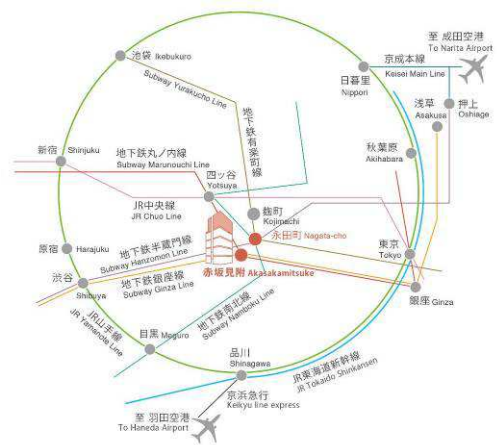 至 成田空港
To Narita Airport
京成本線
Keisei Main Line
池袋 Ikebukuro
日暮里
Nippori
浅草
Asakusa
押上
Oshiage
Subway Yurakucho Line
地下鉄有楽町線
秋葉原
Akihabara
新宿 Shinjuku
地下鉄丸ノ内線
Subway Marunouchi Line
四ッ谷
Yotsuya
JR中央線
JR Chuo Line
麹町
Kojimachi
永田町 Nagata-cho
原宿 Harajuku
地下鉄半蔵門線
Subway Hanzomon Line
赤坂見附 Akasakamitsuke
東京
Tokyo
渋谷
Shibuya
地下鉄銀座線
Subway Ginza Line
銀座 Ginza
地下鉄南北線
Subway Namboku Line
JR山手線
JR Yamanote Line
目黒 Meguro
品川
Shinagawa
JR東海道新幹線
JR Tokaido Shinkansen
京浜急行
Keikyu line express
至 羽田空港
To Haneda Airport